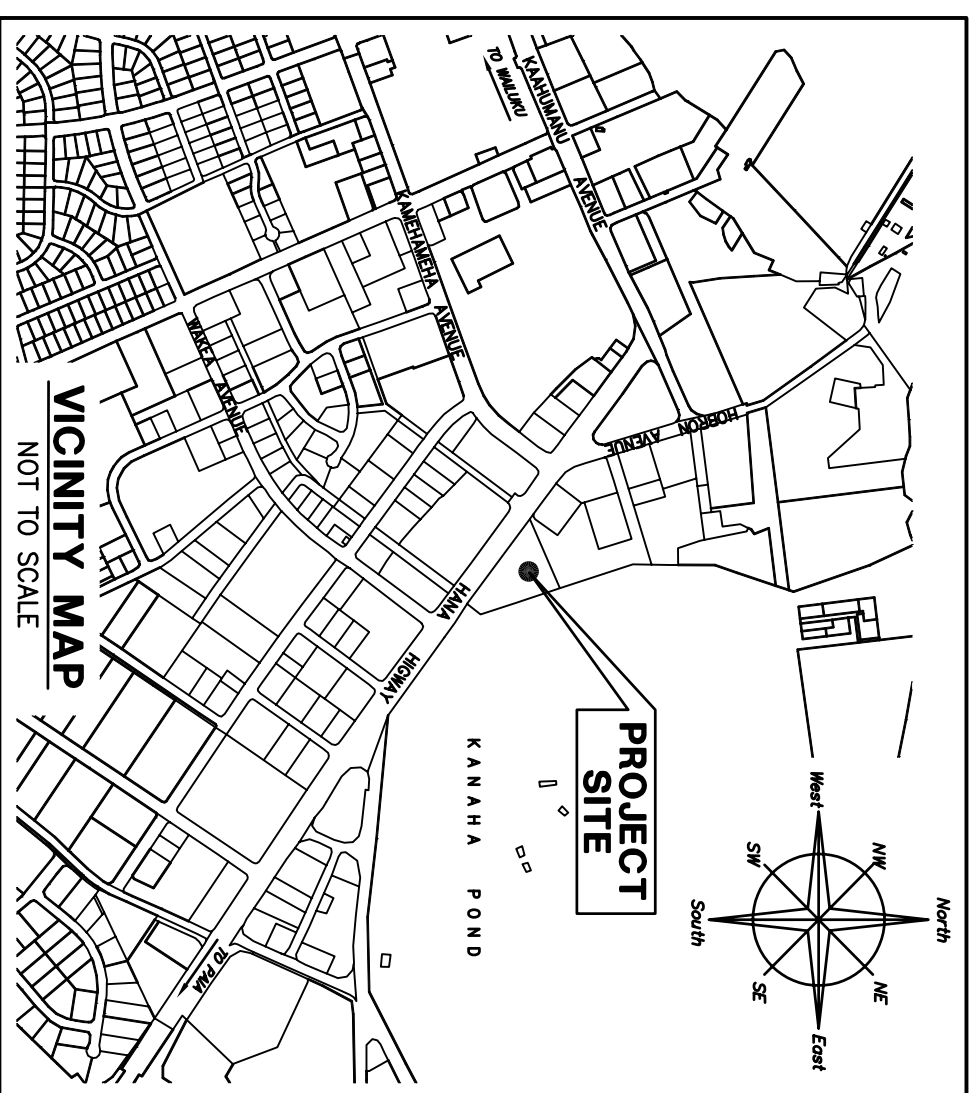 TO WAILUKU
KAAHUMANU AVENUE
KAMEHAMEHA AVENUE
WAKEA AVENUE
HOBRON AVENUE
HANA HIGWAY
PROJECT
SITE
KANAHA POND
North
NW
NE
West
East
SW
SE
South
TO PAIA
VICINITY MAP
NOT TO SCALE